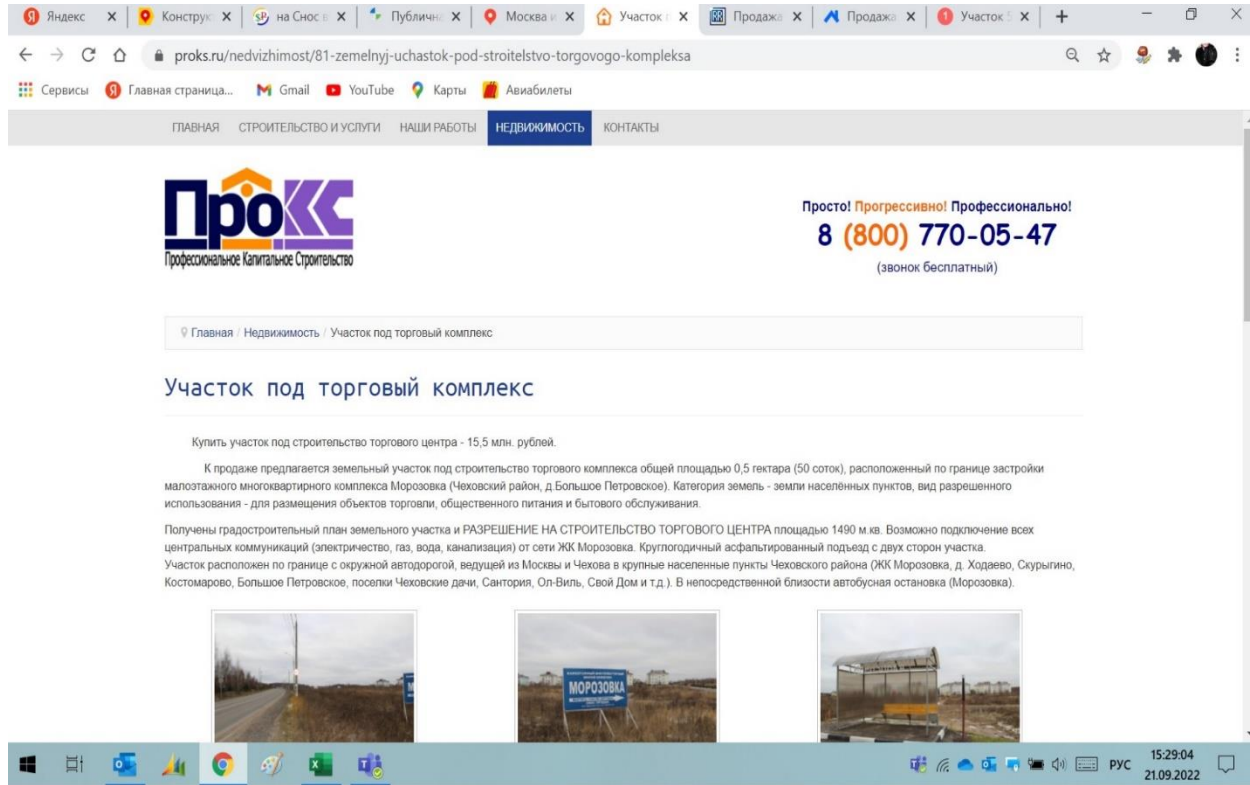 Яндекс
Конструк
на Снос в
Публична
Москва и
Участок п
Продажа
Продажа
Участок 5
proks.ru/nedvizhimost/81-zemelnyj-uchastok-pod-stroitelstvo-torgovogo-kompleksa
Сервисы
Главная страница...
Gmail
YouTube
Карты
Авиабилеты
ГЛАВНАЯ
СТРОИТЕЛЬСТВО И УСЛУГИ
НАШИ РАБОТЫ
НЕДВИЖИМОСТЬ
КОНТАКТЫ
ПроКС
Профессиональное Капитальное Строительство
Просто! Прогрессивно! Профессионально!
8 (800) 770-05-47
(звонок бесплатный)
Главная / Недвижимость / Участок под торговый комплекс
Участок под торговый комплекс
Купить участок под строительство торгового центра - 15,5 млн. рублей.
К продаже предлагается земельный участок под строительство торгового комплекса общей площадью 0,5 гектара (50 соток), расположенный по границе застройки
малоэтажного многоквартирного комплекса Морозовка (Чеховский район, д.Большое Петровское). Категория земель - земли населённых пунктов, вид разрешенного
использования - для размещения объектов торговли, общественного питания и бытового обслуживания.
Получены градостроительный план земельного участка и РАЗРЕШЕНИЕ НА СТРОИТЕЛЬСТВО ТОРГОВОГО ЦЕНТРА площадью 1490 м.кв. Возможно подключение всех
центральных коммуникаций (электричество, газ, вода, канализация) от сети ЖК Морозовка. Круглогодичный асфальтированный подъезд с двух сторон участка.
Участок расположен по границе с окружной автодорогой, ведущей из Москвы и Чехова в крупные населенные пункты Чеховского района (ЖК Морозовка, д. Ходаево, Скурыгино,
Костомарово, Большое Петровское, поселки Чеховские дачи, Сантория, Ол-Виль, Свой Дом и т.д.). В непосредственной близости автобусная остановка (Морозовка).
МОРОЗОВКА
РУС
15:29:04
21.09.2022